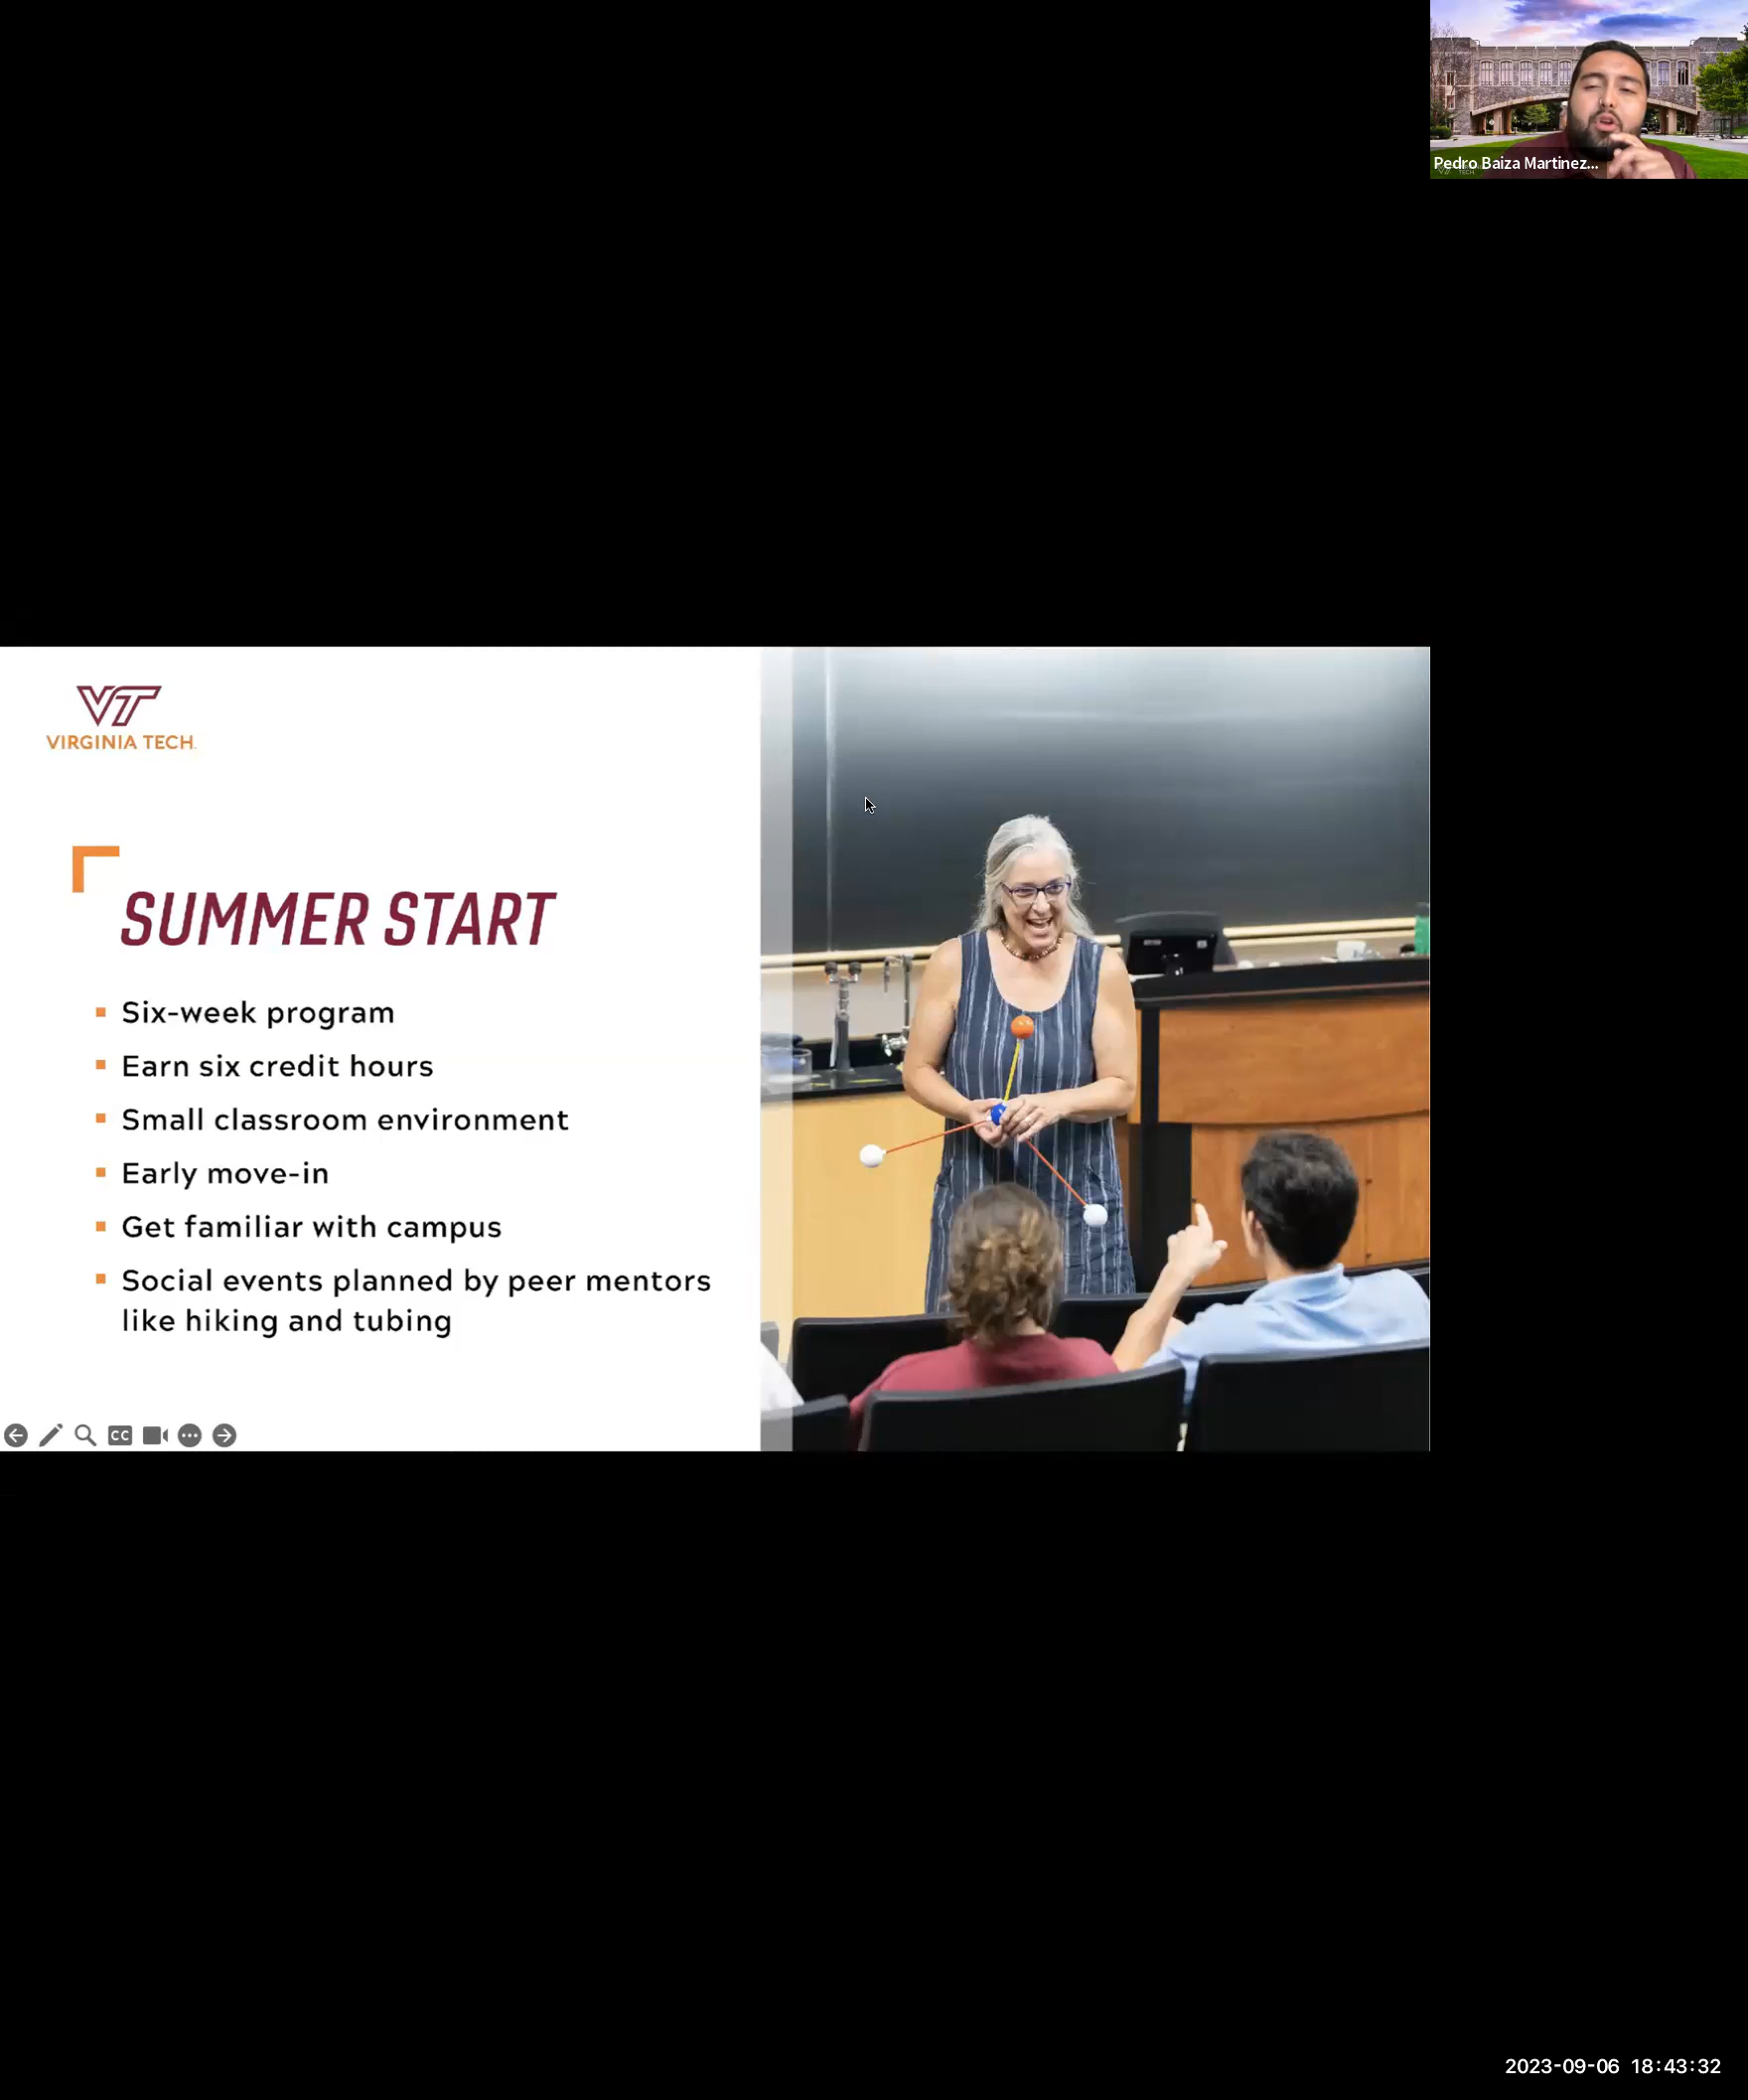 Pedro Baiza Martinez...
VT
VIRGINIA TECH.
SUMMER START
Six-week program
Earn six credit hours
Small classroom environment
Early move-in
Get familiar with campus
Social events planned by peer mentors
like hiking and tubing
CC
2023-09-06 18:43:32